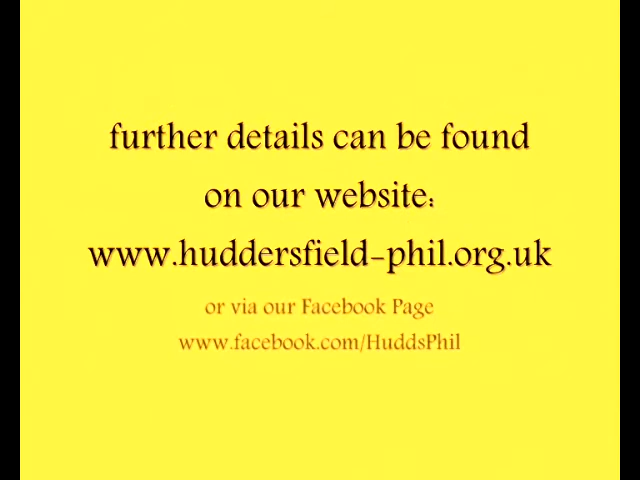 further details can be found
on our website:
www.huddersfield-phil.org.uk
or via our Facebook Page
www.facebook.com/HuddsPhil